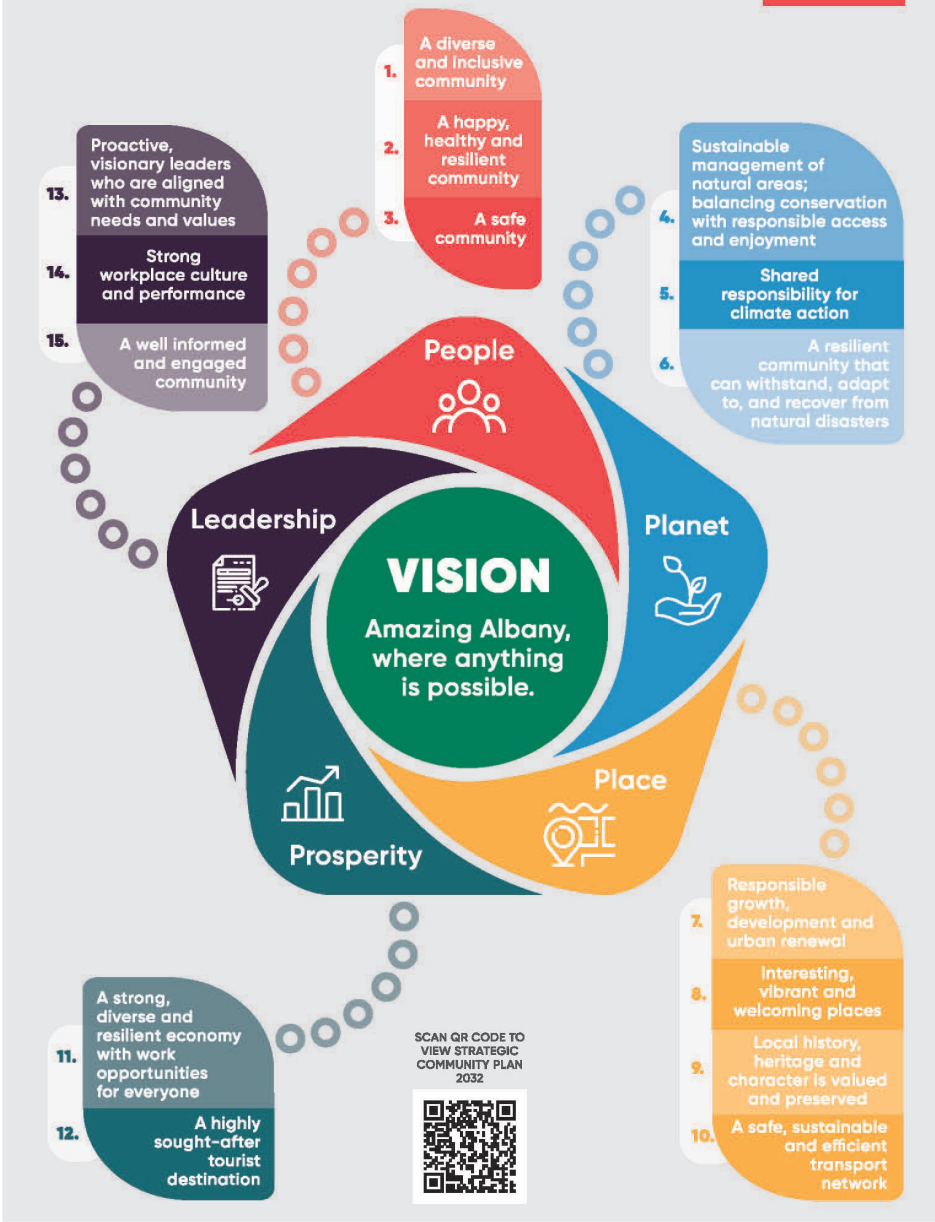 1.
A diverse
and inclusive
community
2.
A happy,
healthy and
resilient
community
3.
A safe
community
13.
Proactive,
visionary leaders
who are aligned
with community
needs and values
14.
Strong
workplace culture
and performance
15.
A well informed
and engaged
community
4.
Sustainable
management of
natural areas;
balancing conservation
with responsible access
and enjoyment
5.
Shared
responsibility for
climate action
6.
A resilient
community that
can withstand, adapt
to, and recover from
natural disasters
People
Leadership
Planet
VISION
Amazing Albany,
where anything
is possible.
Place
Prosperity
7.
Responsible
growth,
development and
urban renewal
8.
Interesting,
vibrant and
welcoming places
9.
Local history,
heritage and
character is valued
and preserved
10.
A safe, sustainable
and efficient
transport
network
11.
A strong,
diverse and
resilient economy
with work
opportunities
for everyone
12.
A highly
sought-after
tourist
destination
SCAN QR CODE TO
VIEW STRATEGIC
COMMUNITY PLAN
2032